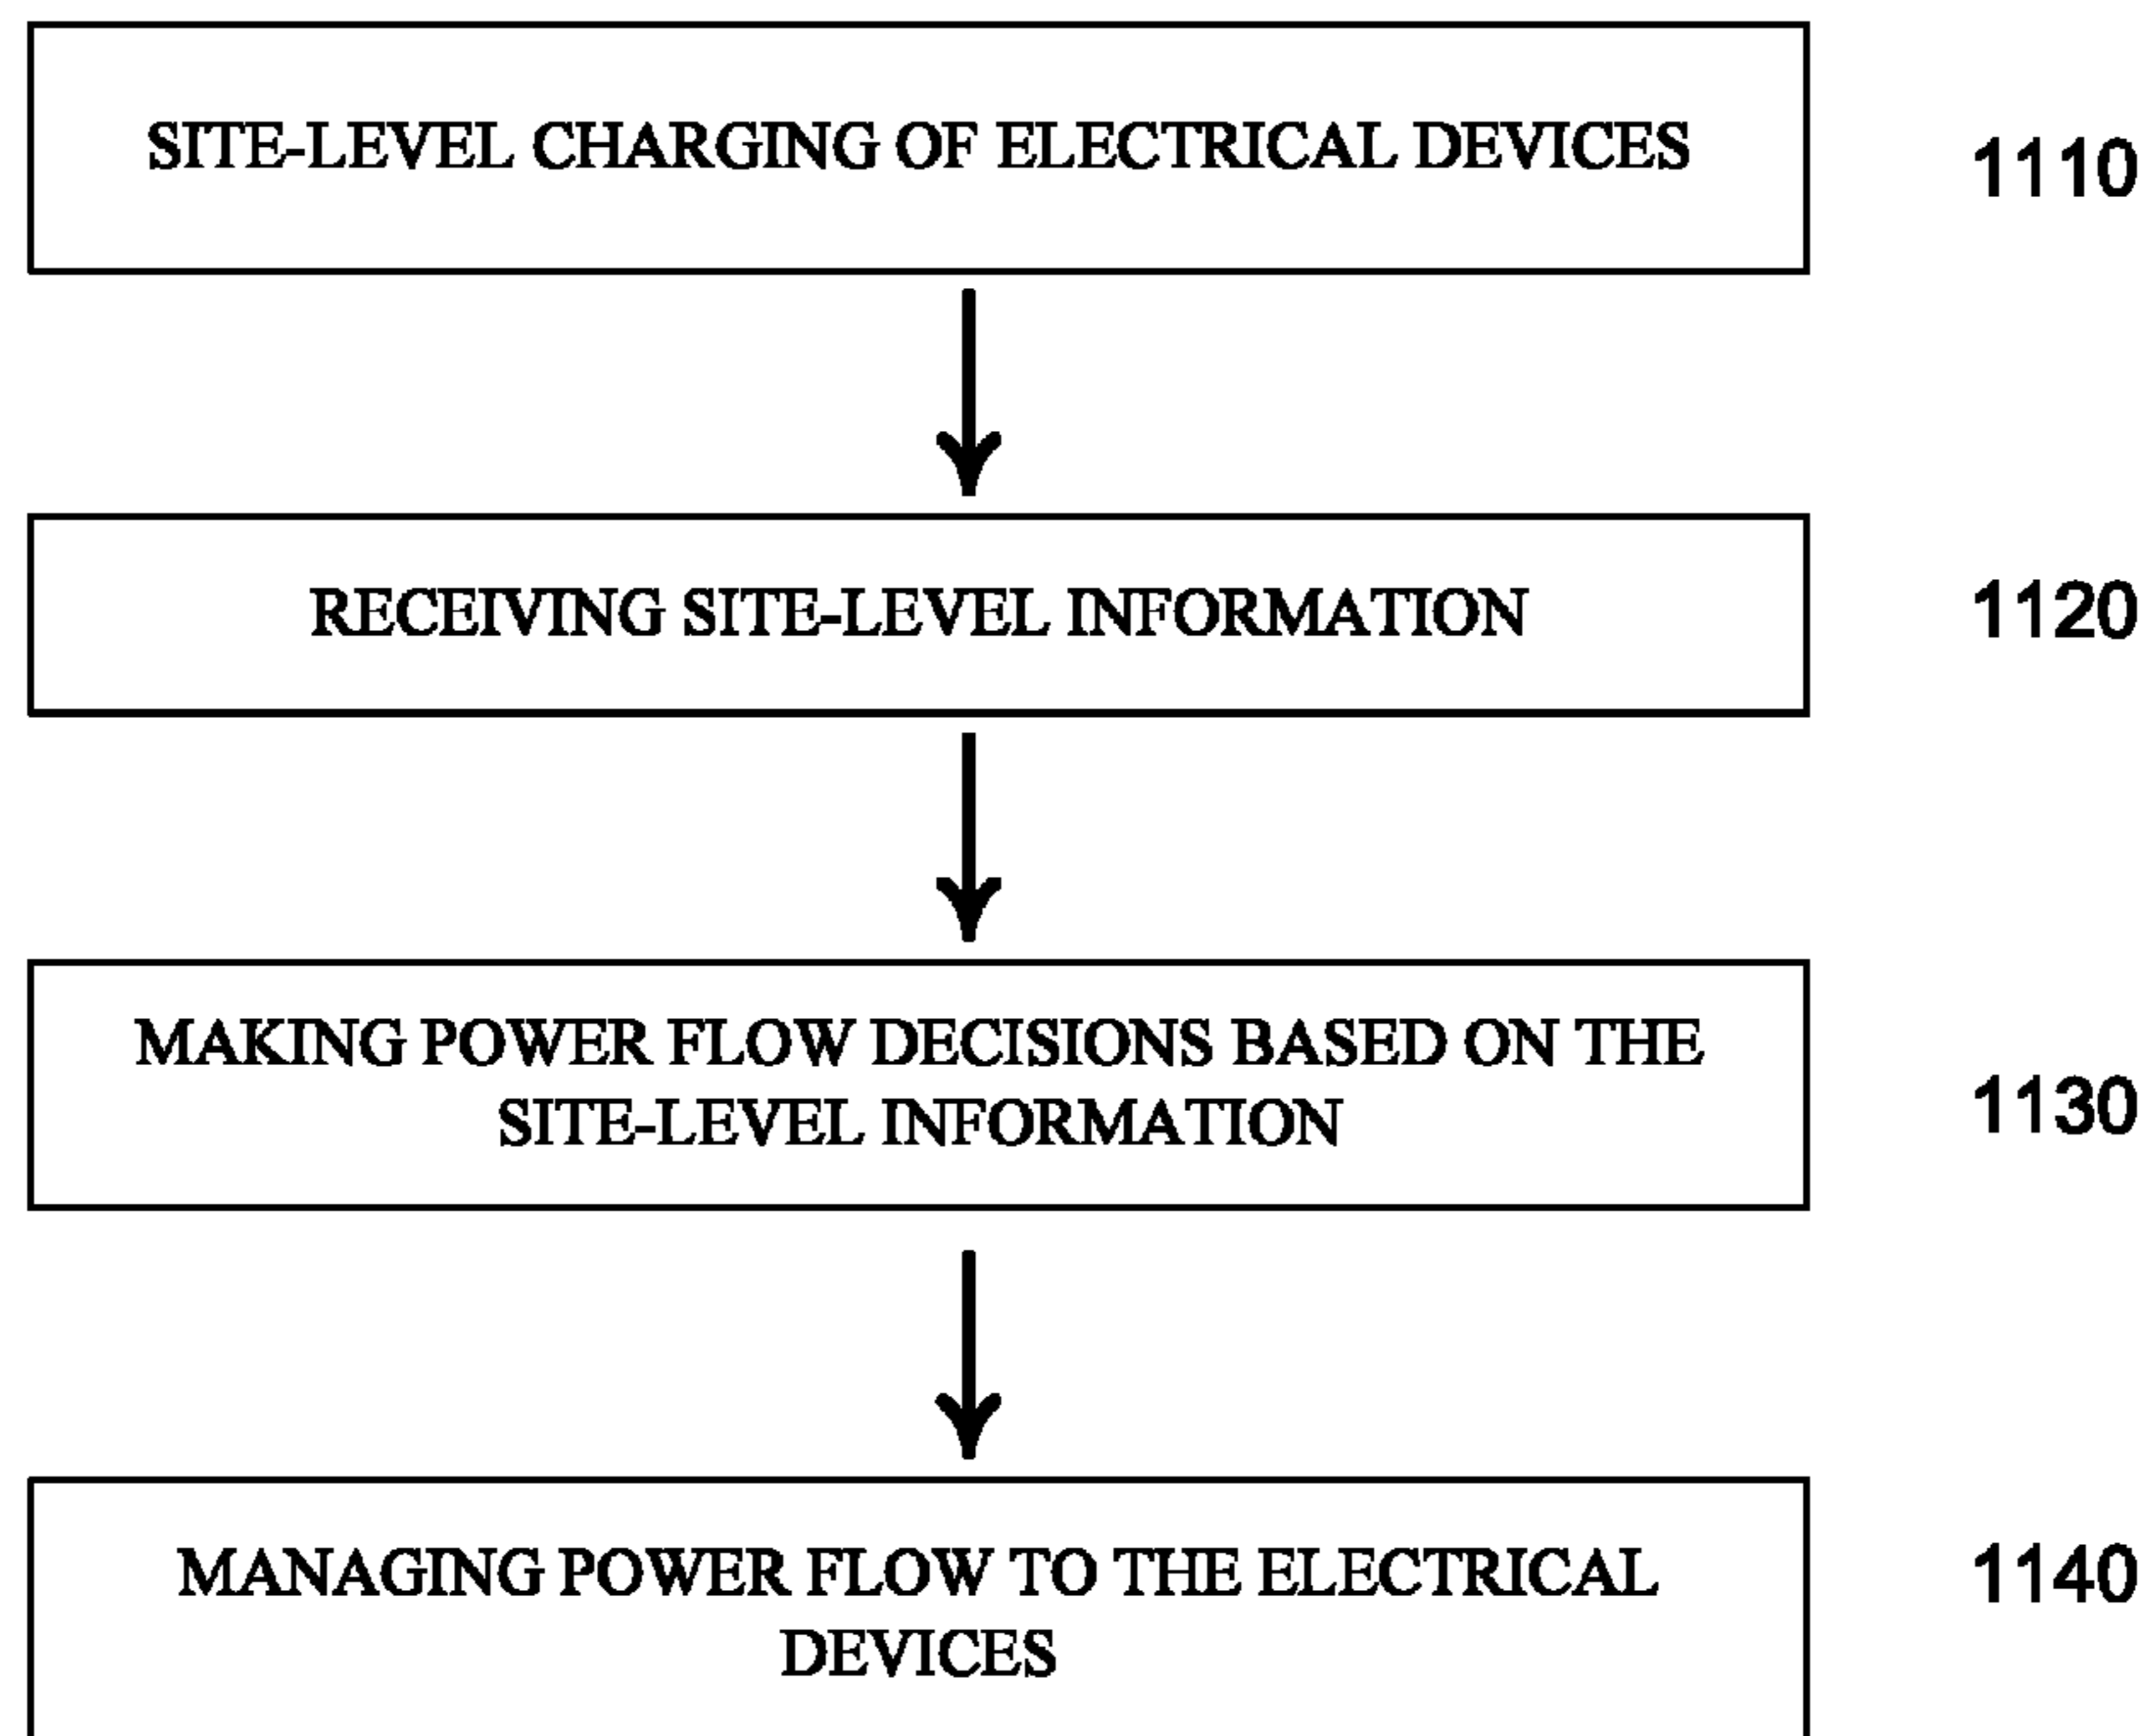 SITE-LEVEL CHARGING OF ELECTRICAL DEVICES
1110
RECEIVING SITE-LEVEL INFORMATION
1120
MAKING POWER FLOW DECISIONS BASED ON THE
SITE-LEVEL INFORMATION
1130
MANAGING POWER FLOW TO THE ELECTRICAL
DEVICES
1140